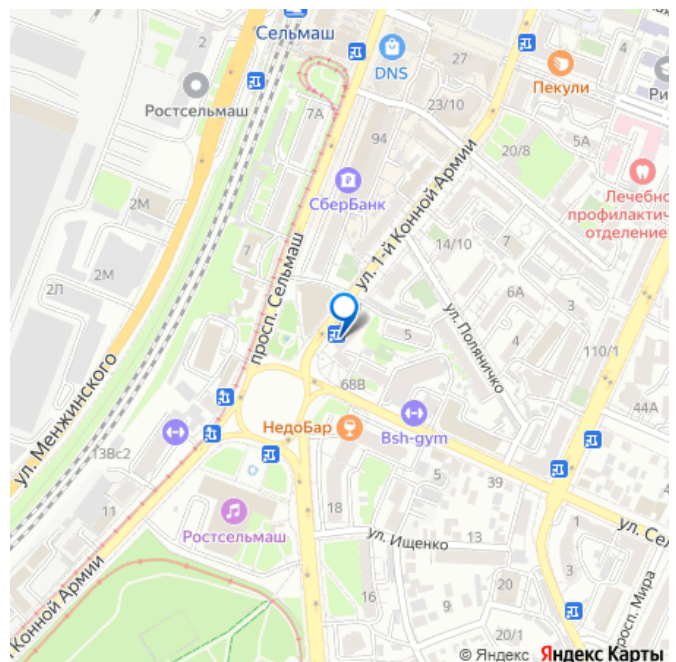 Сельмаш
2
4
DNS
Пекули
Ри
Ростсельмаш
7А
23/10
94
5А
20/8
СберБанк
Лечебно
профилактич
отделение
2М
ул. 1-й Конной Армии
14/10
7
7
2М
6А
2Л
просп. Сельмаш
ул. Поляничко
5
110/1
ул. Менжинского
68В
44А
НедоБар
Bsh-gym
13Вс2
5
39
18
11
1
ул. Сел
Ростсельмаш
ул. Ищенко
13
3
Конной Армии
16
9
20
просп. Мира
4
20/1
© Яндекс Яндекс Карты